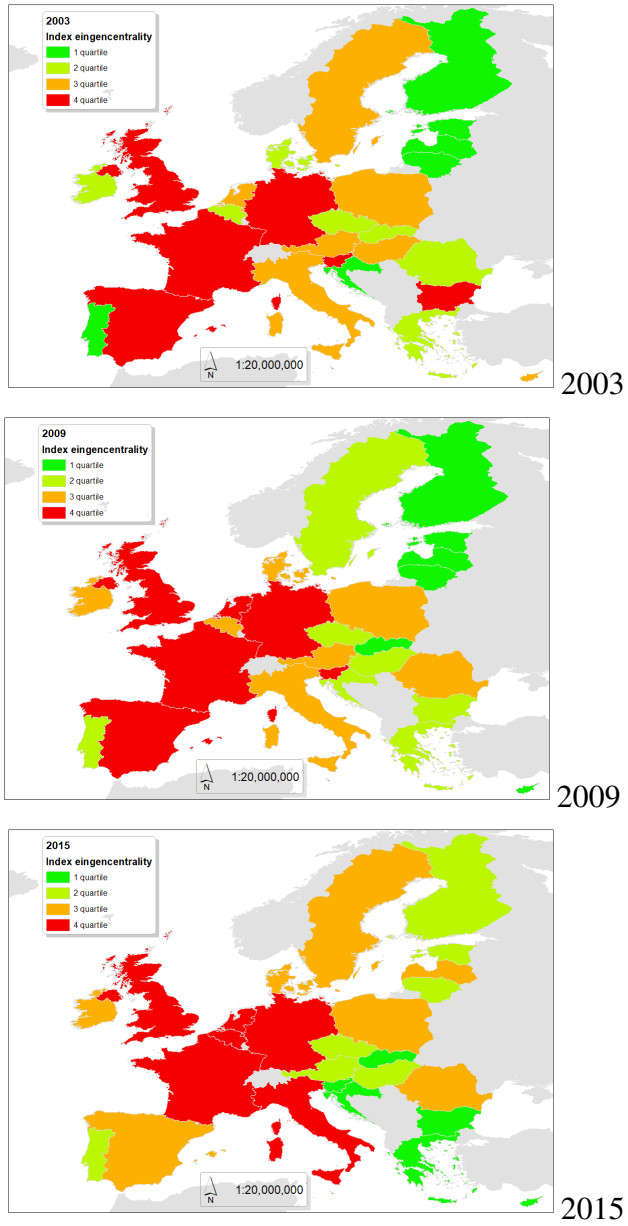 2003
Index eingencentrality
1 quartile
2 quartile
3 quartile
4 quartile
N
1:20,000,000
2003
2009
Index eingencentrality
1 quartile
2 quartile
3 quartile
4 quartile
N
1:20,000,000
2009
2015
Index eingencentrality
1 quartile
2 quartile
3 quartile
4 quartile
N
1:20,000,000
2015